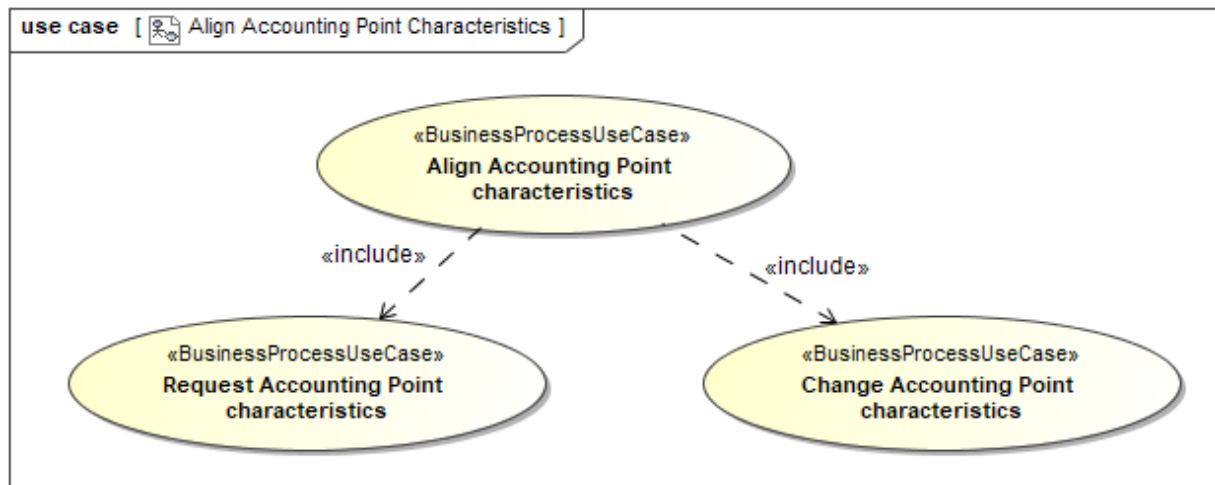 use case [ Align Accounting Point Characteristics ]
«BusinessProcessUseCase»
Align Accounting Point
characteristics
«include»
«include»
«BusinessProcessUseCase»
Request Accounting Point
characteristics
«BusinessProcessUseCase»
Change Accounting Point
characteristics